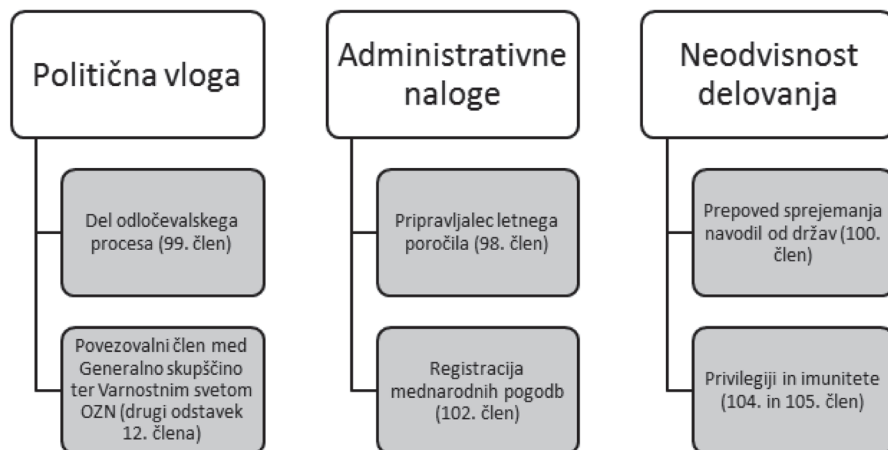 Politična vloga
Del odločevalskega
procesa (99. člen)
Povezovalni člen med
Generalno skupščino
ter Varnostnim svetom
OZN (drugi odstavek
12. člena)
Administrativne
naloge
Pripravljalec letnega
poročila (98. člen)
Registracija
mednarodnih pogodb
(102. člen)
Neodvisnost
delovanja
Prepoved sprejemanja
navodil od držav (100.
člen)
Privilegiji in imunitete
(104. in 105. člen)